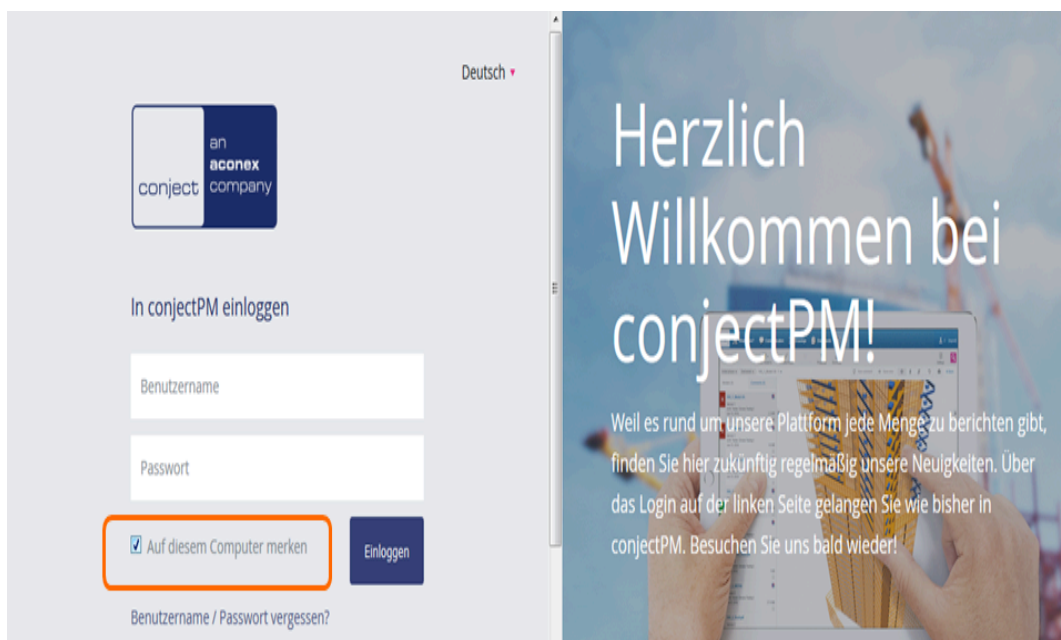 Deutsch
conject
an
aconex
company
In conjectPM einloggen
Benutzername
Passwort
Auf diesem Computer merken
Einloggen
Benutzername / Passwort vergessen?
Herzlich
Willkommen bei
conjectPM!
Weil es rund um unsere Plattform jede Menge zu berichten gibt,
finden Sie hier zukünftig regelmäßig unsere Neuigkeiten. Über
das Login auf der linken Seite gelangen Sie wie bisher in
conjectPM. Besuchen Sie uns bald wieder!